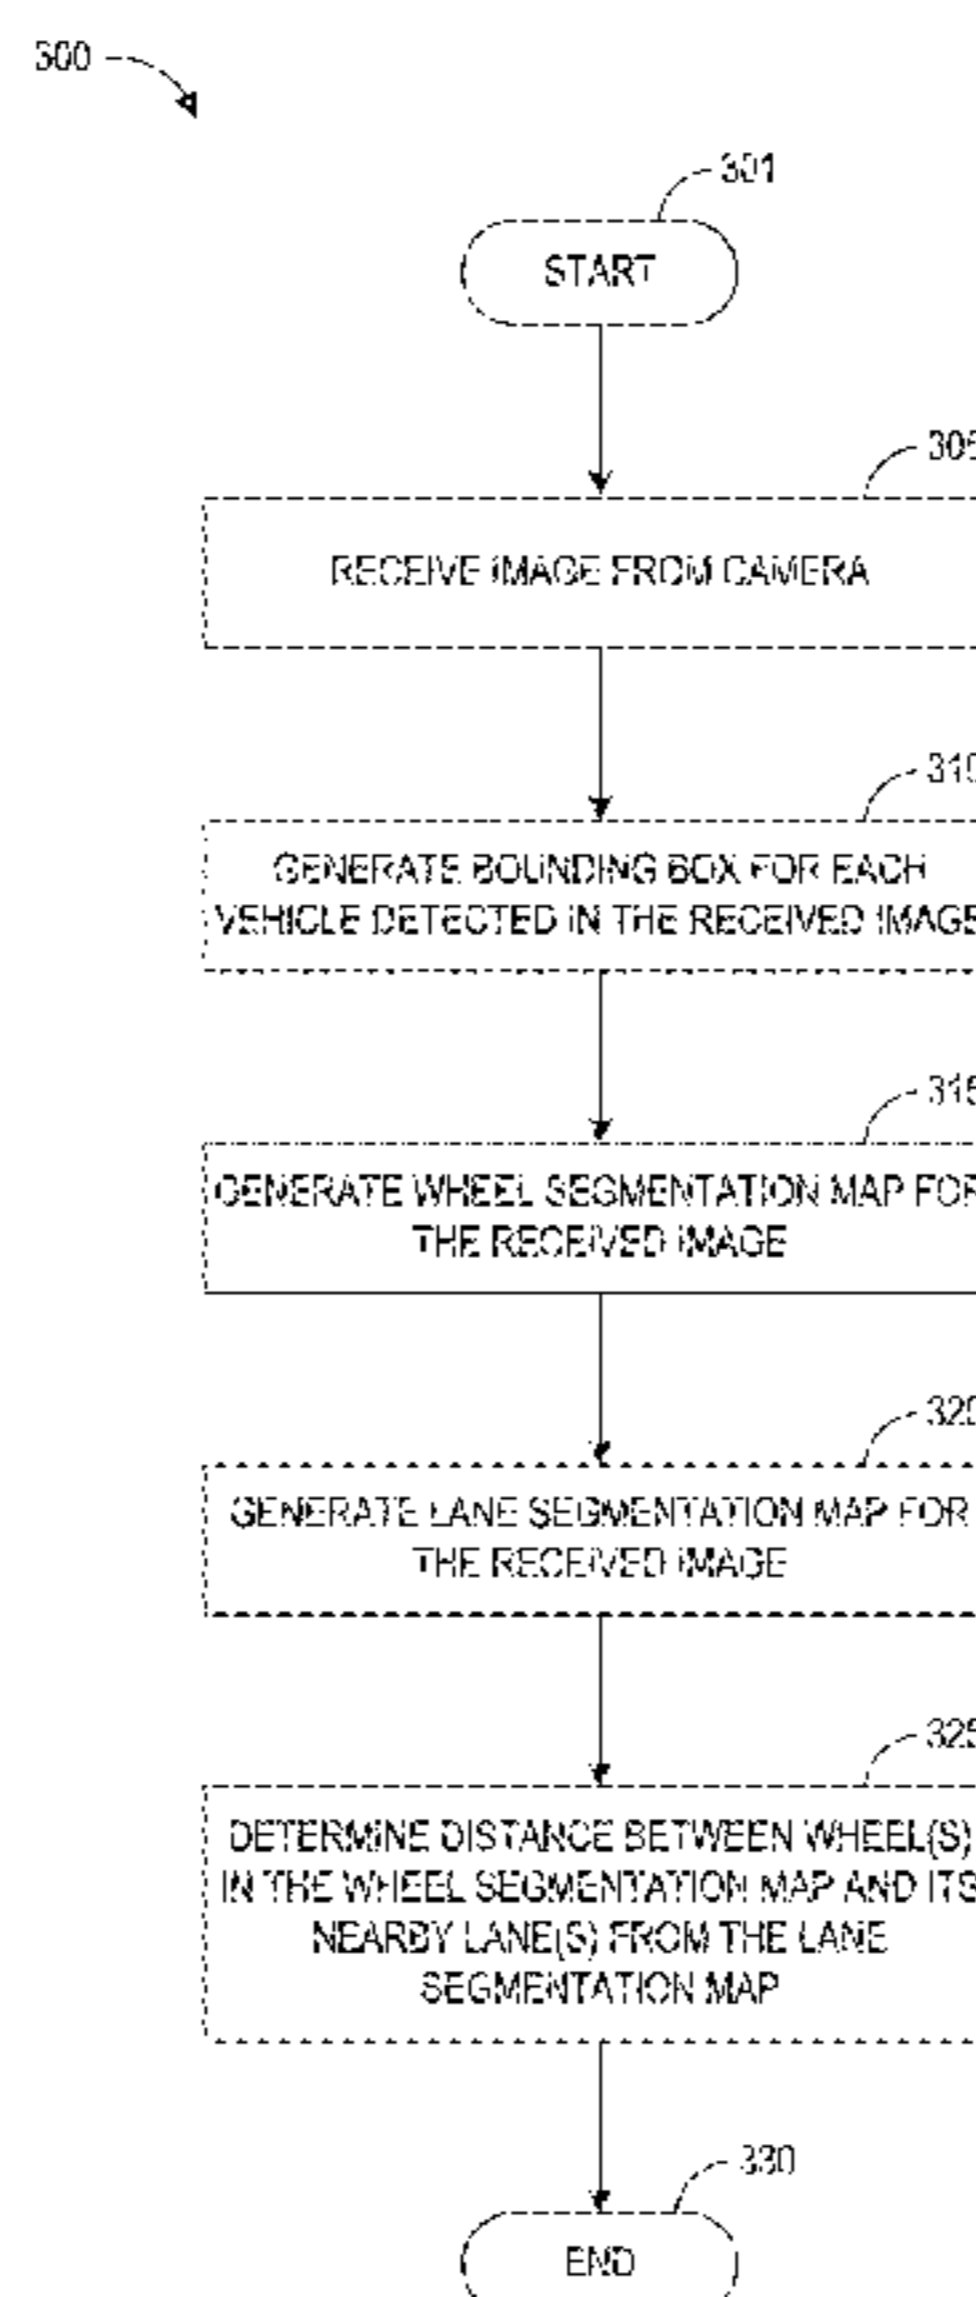 300
301
START
305
RECEIVE IMAGE FROM CAMERA
310
GENERATE BOUNDING BOX FOR EACH
VEHICLE DETECTED IN THE RECEIVED IMAGE
315
GENERATE WHEEL SEGMENTATION MAP FOR
THE RECEIVED IMAGE
320
GENERATE LANE SEGMENTATION MAP FOR
THE RECEIVED IMAGE
325
DETERMINE DISTANCE BETWEEN WHEEL(S)
IN THE WHEEL SEGMENTATION MAP AND ITS
NEARBY LANE(S) FROM THE LANE
SEGMENTATION MAP
330
END